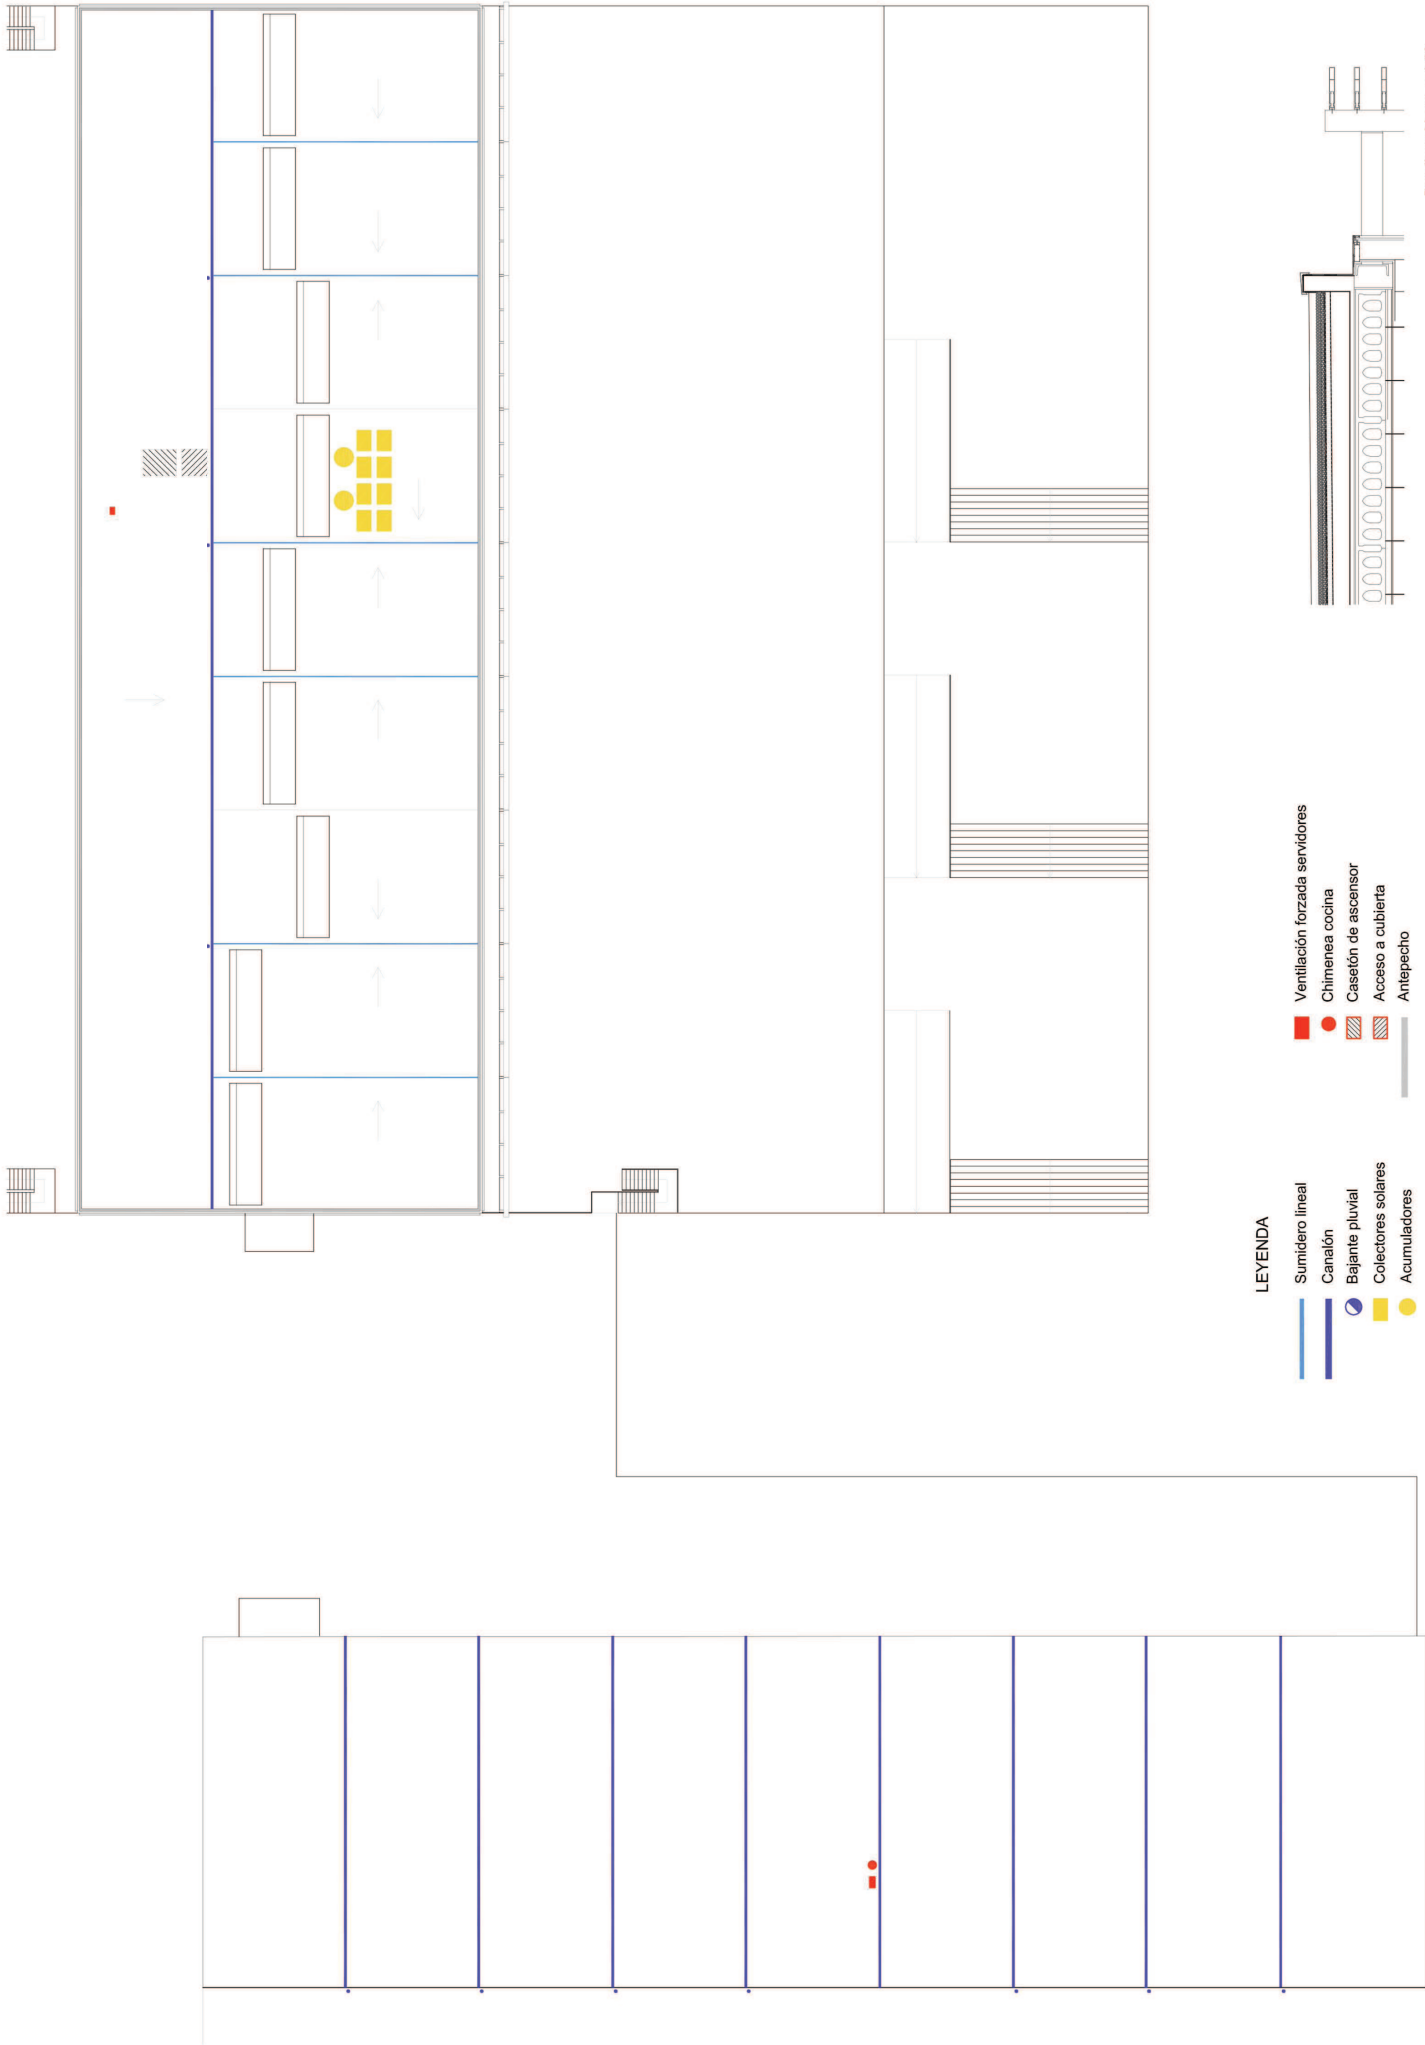 LEYENDA
Sumidero lineal
Canalón
Bajante pluvial
Colectores solares
Acumuladores
Ventilación forzada servidores
Chimenea cocina
Casetón de ascensor
Acceso a cubierta
Antepecho